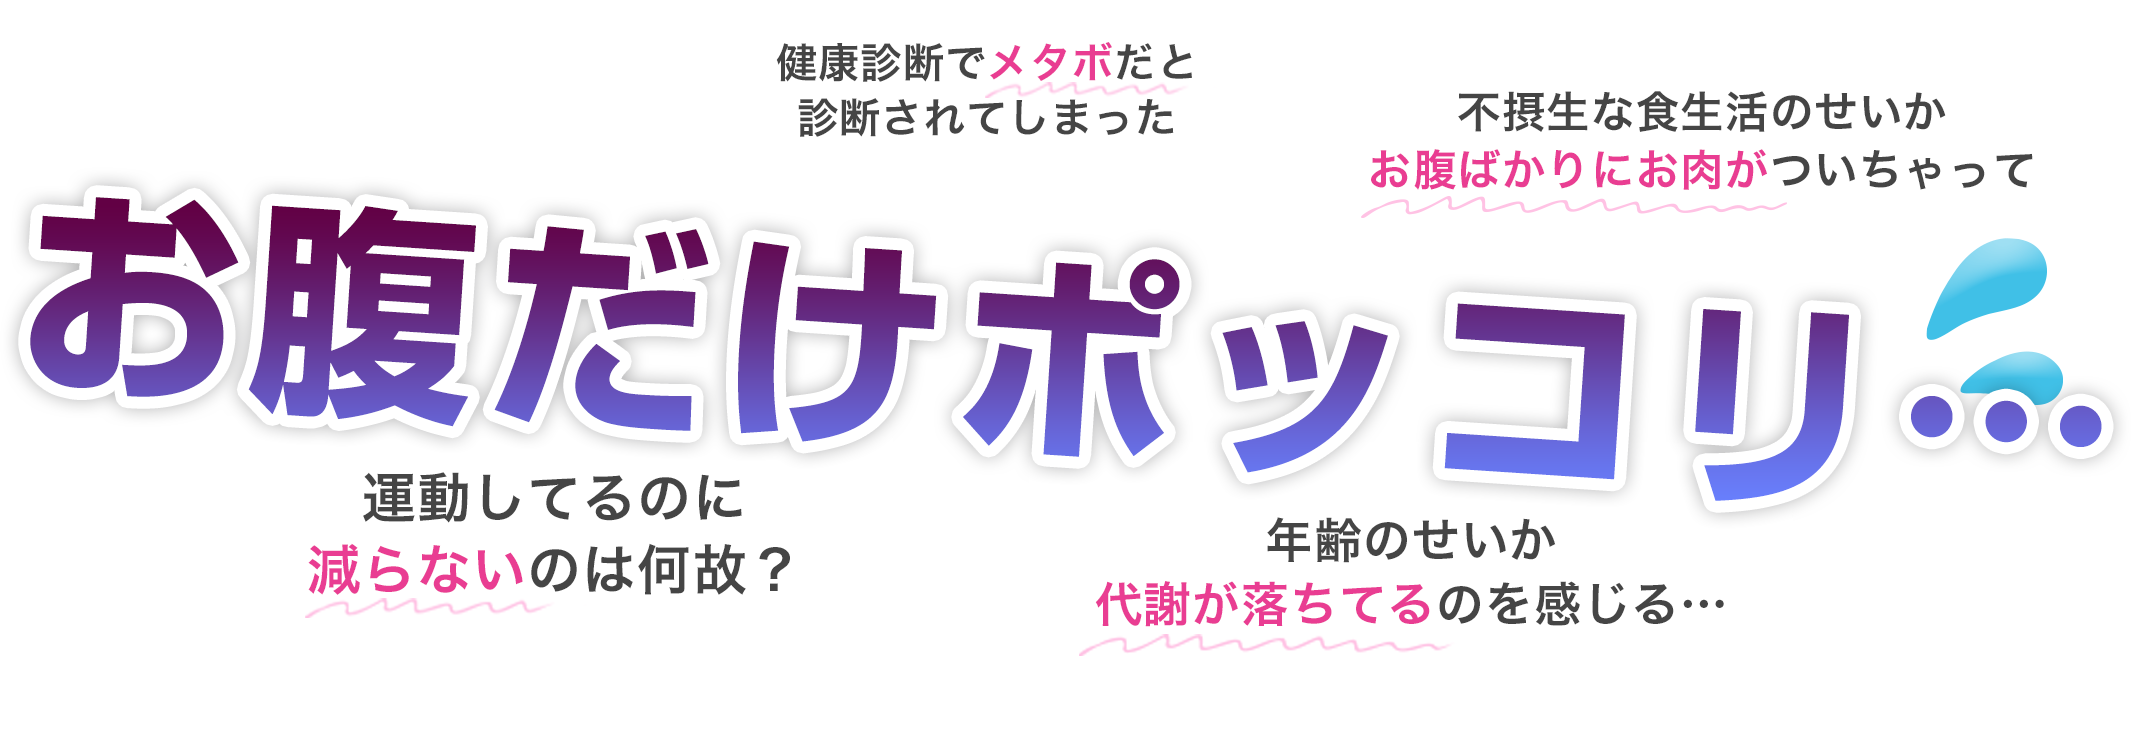 健康診断でメタボだと
診断されてしまった
不摂生な食生活のせいか
お腹ばかりにお肉がついちゃって
お腹だけポッコリ…
運動してるのに
減らないのは何故？
年齢のせいか
代謝が落ちてるのを感じる…